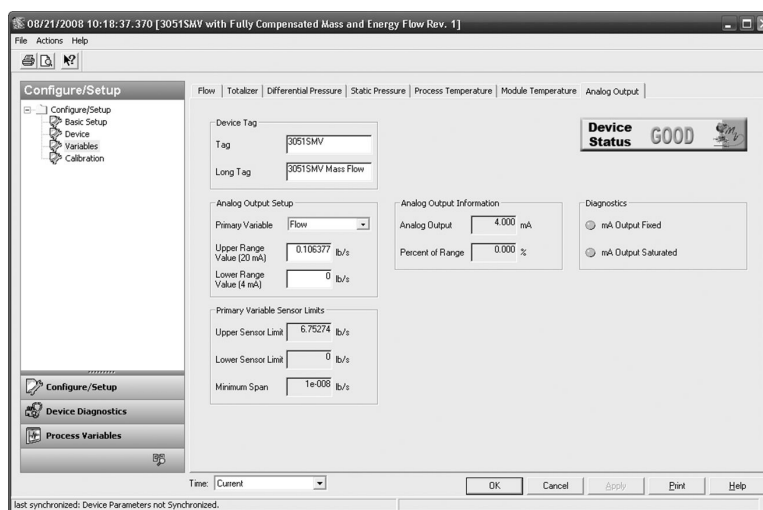 08/21/2008 10:18:37.370 [3051SMV with Fully Compensated Mass and Energy Flow Rev. 1]
File Actions Help
Configure/Setup
Configure/Setup
Basic Setup
Device
Variables
Calibration
Configure/Setup
Device Diagnostics
Process Variables
Flow Totalizer Differential Pressure Static Pressure Process Temperature Module Temperature Analog Output
Device Tag
Tag 3051SMV
Long Tag 3051SMV Mass Flow
Device Status GOOD
Analog Output Setup
Primary Variable Flow
Upper Range Value (20 mA) 0.106377 lb/s
Lower Range Value (4 mA) 0 lb/s
Analog Output Information
Analog Output 4.000 mA
Percent of Range 0.000 %
Diagnostics
mA Output Fixed
mA Output Saturated
Primary Variable Sensor Limits
Upper Sensor Limit 6.75274 lb/s
Lower Sensor Limit 0 lb/s
Minimum Span 1e-008 lb/s
Time: Current
OK Cancel Apply Print Help
last synchronized: Device Parameters not Synchronized.